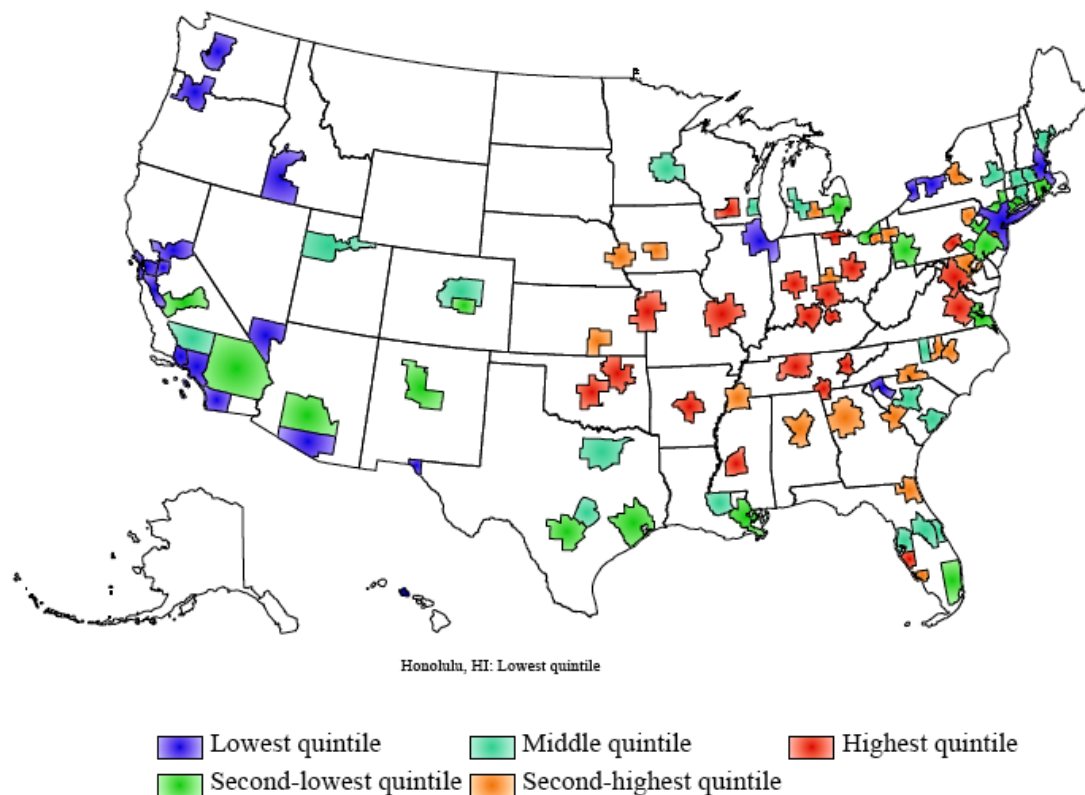 Honolulu, HI: Lowest quintile
Lowest quintile Middle quintile Highest quintile
Second-lowest quintile Second-highest quintile